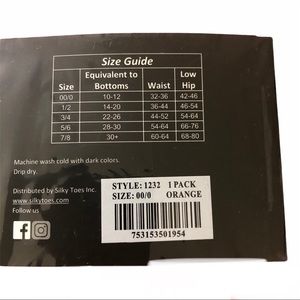 Size Guide
Size Equivalent to Bottoms Waist Low Hip
00/0 10-12 32-36 42-46
1/2 14-20 36-44 46-54
3/4 22-26 44-52 54-64
5/6 28-30 54-64 66-76
7/8 30+ 60-64 68-80
Machine wash cold with dark colors.
Drip dry.
Distributed by Silky Toes Inc.
www.silkytoes.com
Follow us
STYLE: 1232 1 PACK
SIZE: 00/0 ORANGE
753153501954